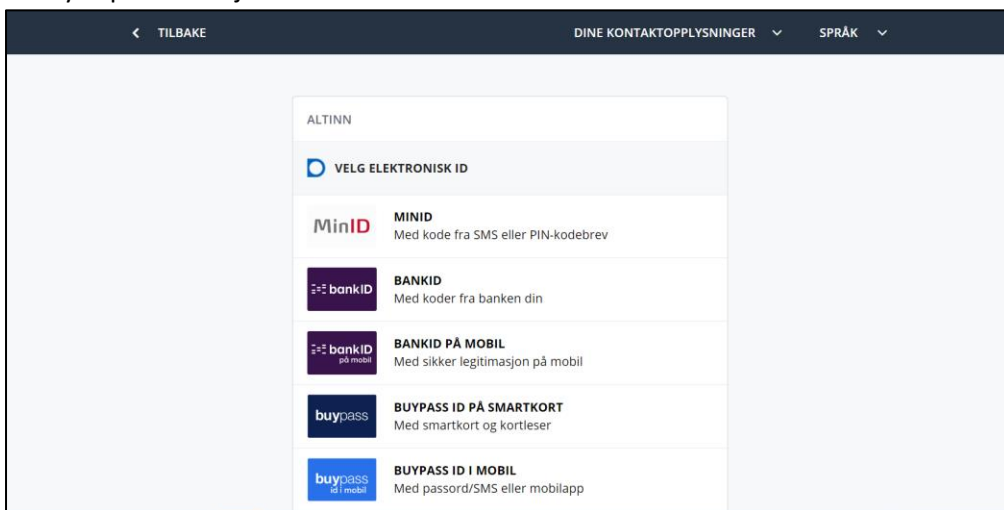 TILBAKE
DINE KONTAKTOPPLYSNINGER
SPRÅK
ALTINN
VELG ELEKTRONISK ID
MinID
MINID
Med kode fra SMS eller PIN-kodebrev
bankID
BANKID
Med koder fra banken din
bankID
på mobil
BANKID PÅ MOBIL
Med sikker legitimasjon på mobil
buypass
BUYPASS ID PÅ SMARTKORT
Med smartkort og kortleser
buypass
id i mobil
BUYPASS ID I MOBIL
Med passord/SMS eller mobilapp